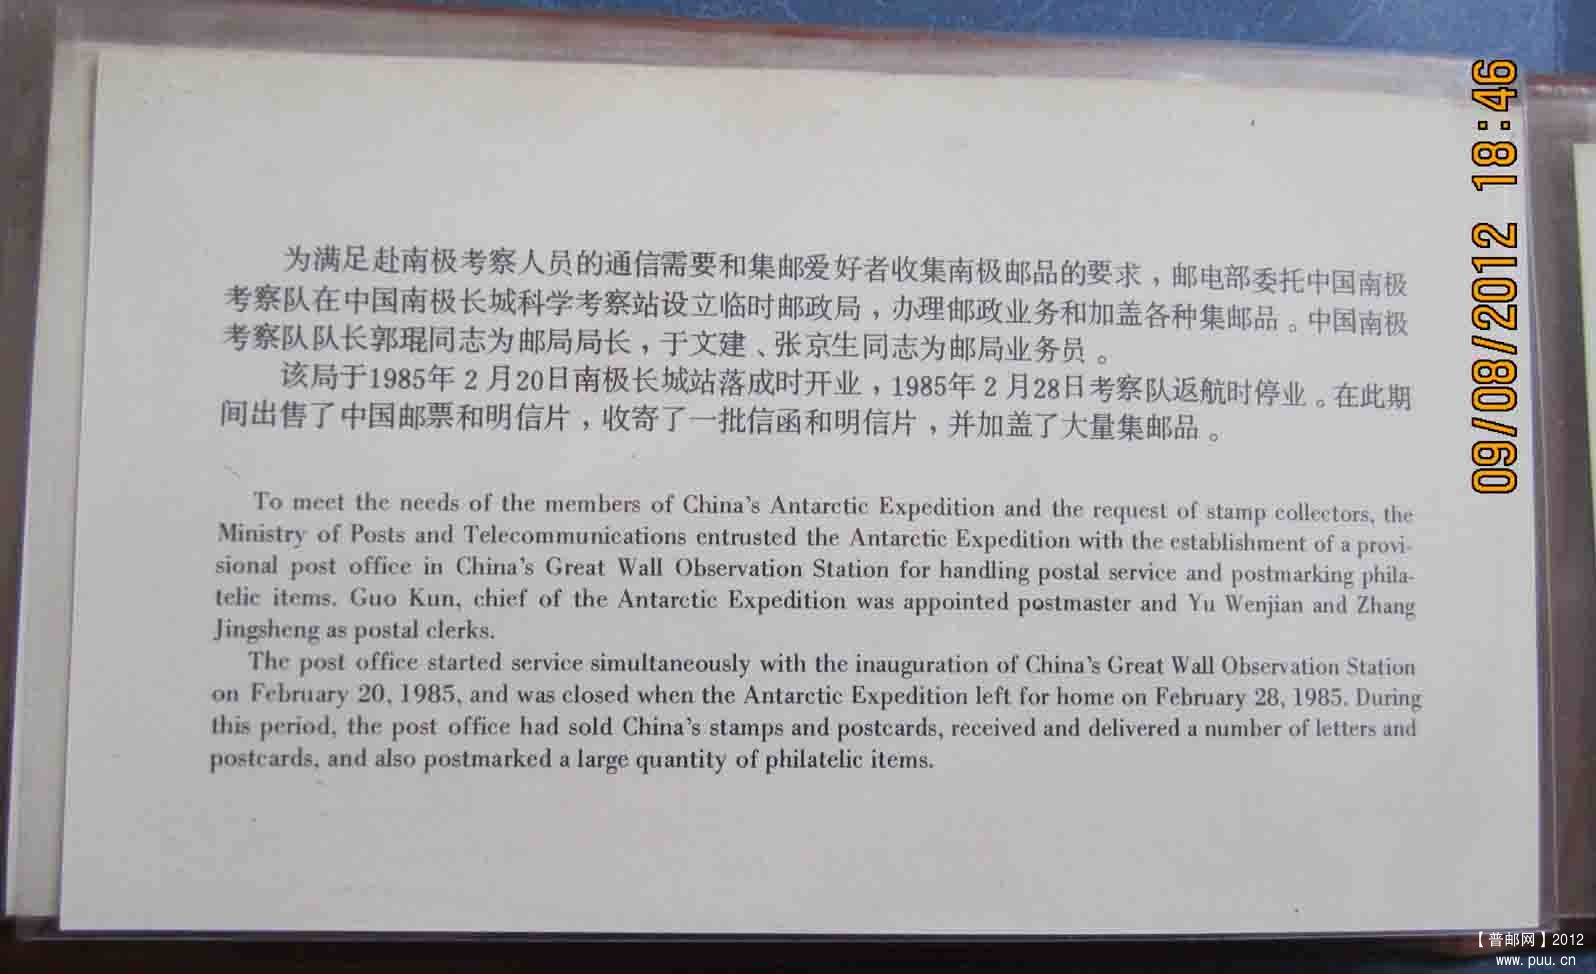 为满足赴南极考察人员的通信需要和集邮爱好者收集南极邮品的要求，邮电部委托中国南极
考察队在中国南极长城科学考察站设立临时邮政局，办理邮政业务和加盖各种集邮品。中国南极
考察队队长郭琨同志为邮局局长，于文建、张京生同志为邮局业务员。
该局于1985年2月20日南极长城站落成时开业，1985年2月28日考察队返航时停业。在此期
间出售了中国邮票和明信片，收寄了一批信函和明信片，并加盖了大量集邮品。
To meet the needs of the members of China's Antarctic Expedition and the request of stamp collectors, the
Ministry of Posts and Telecommunications entrusted the Antarctic Expedition with the establishment of a provi-
sional post office in China's Great Wall Observation Station for handling postal service and postmarking phila-
telic items. Guo Kun, chief of the Antarctic Expedition was appointed postmaster and Yu Wenjian and Zhang
Jingsheng as postal clerks.
The post office started service simultaneously with the inauguration of China's Great Wall Observation Station
on February 20, 1985, and was closed when the Antarctic Expedition left for home on February 28, 1985. During
this period, the post office had sold China's stamps and postcards, received and delivered a number of letters and
postcards, and also postmarked a large quantity of philatelic items.
09/08/2012 18:46
【普邮网】2012
www.puu.cn